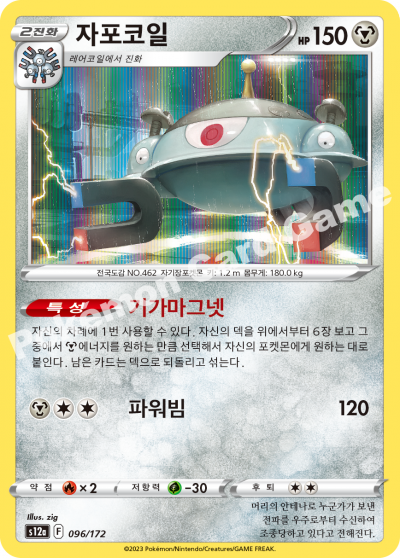 2진화 자포코일 HP 150
레어코일에서 진화
전국도감 NO.462 자기장포켓몬 키: 1.2 m 몸무게: 180.0 kg
특성 기가마그넷
자신의 차례에 1번 사용할 수 있다. 자신의 덱을 위에서부터 6장 보고 그
중에서 에너지를 원하는 만큼 선택해서 자신의 포켓몬에게 원하는 대로
붙인다. 남은 카드는 덱으로 되돌리고 섞는다.
파워빔 120
약점 ×2 저항력 -30 후퇴
Illus. zig
s12a F 096/172
머리의 안테나로 누군가가 보낸
전파를 우주로부터 수신하여
조종당하고 있다고 전해진다.
©2023 Pokémon/Nintendo/Creatures/GAME FREAK.
Pokémon Card Game